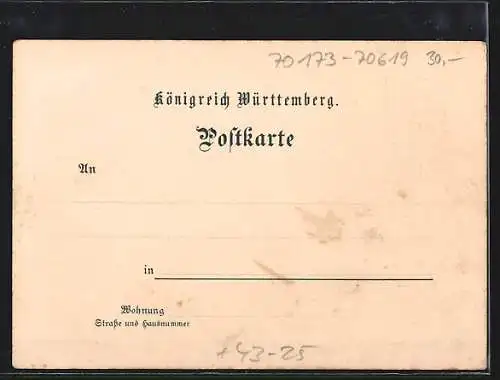 70173-70619 30,-
Königreich Württemberg.
Postkarte
An
in
Wohnung
Straße und Hausnummer
+43-25